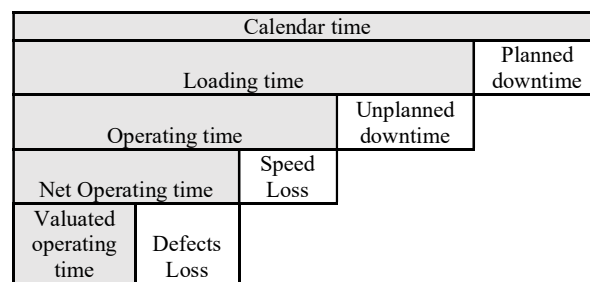 Calendar time
Planned
Loading time downtime
Unplanned
Operating time downtime
Speed
Net Operating time Loss
Valuated
operating Defects
time Loss